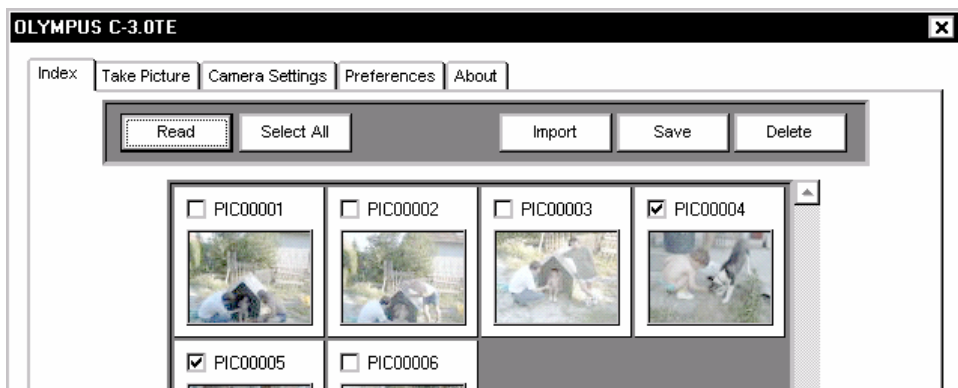 OLYMPUS C-3.0TE
Index Take Picture Camera Settings Preferences About
Read Select All Import Save Delete
PIC00001 PIC00002 PIC00003 PIC00004
PIC00005 PIC00006